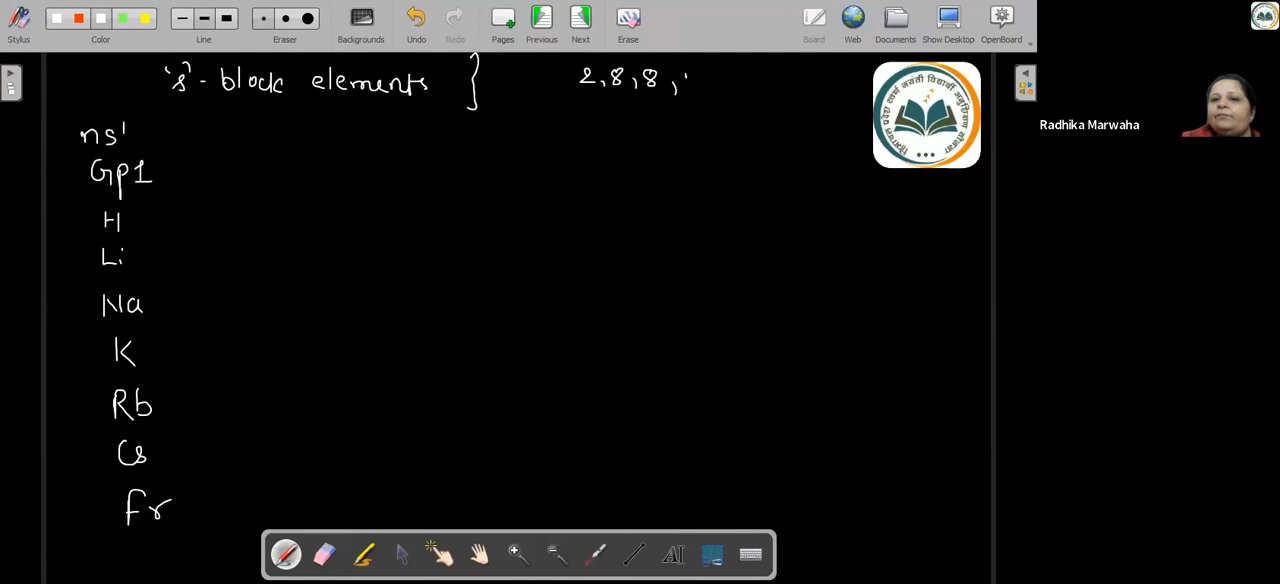 Stylus Color Line Eraser Backgrounds Undo Redo Pages Previous Next Erase Board Web Documents Show Desktop OpenBoard
's'-block elements } 2,8,8,
ns¹
Gp1
H
Li
Na
K
Rb
Cs
Fr
Radhika Marwaha
AI